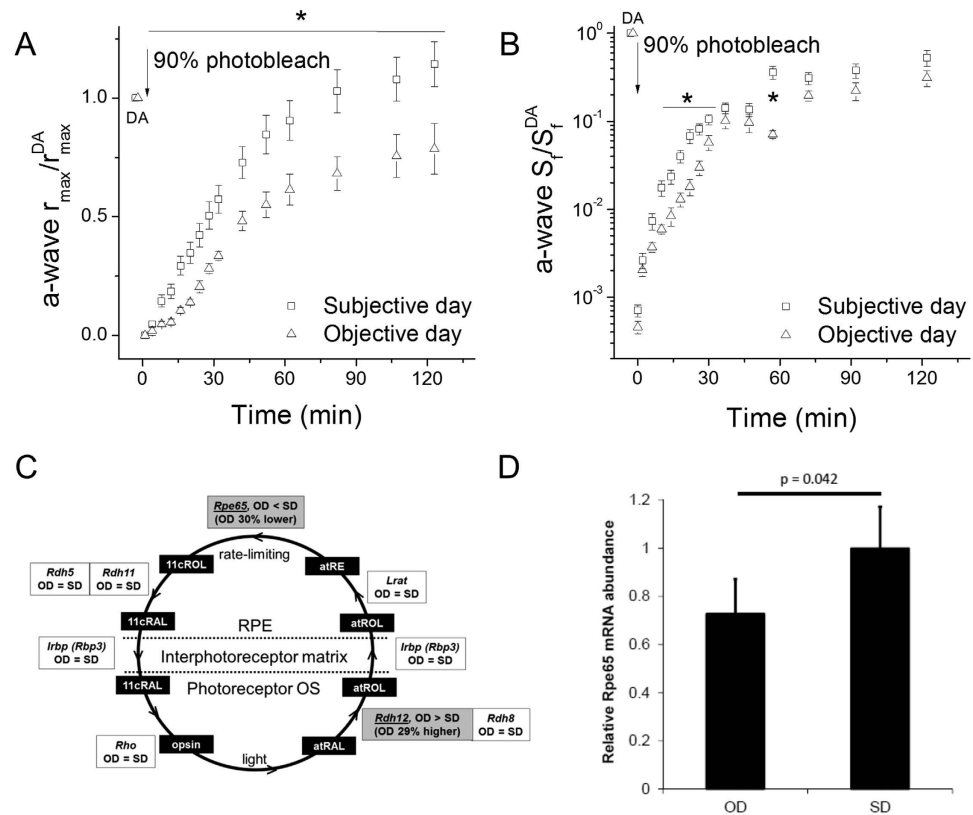 A
*
DA
90% photobleach
a-wave r_max/r^DA_max
1.0
0.5
0.0
Subjective day
Objective day
0 30 60 90 120
Time (min)
B
DA
90% photobleach
* *
a-wave S_f/S_f^DA
10^0
10^-1
10^-2
10^-3
Subjective day
Objective day
0 30 60 90 120
Time (min)
C
Rpe65, OD < SD
(OD 30% lower)
rate-limiting
11cROL
atRE
Rdh5
OD = SD
Rdh11
OD = SD
Lrat
OD = SD
11cRAL
atROL
RPE
Irbp (Rbp3)
OD = SD
Interphotoreceptor matrix
Irbp (Rbp3)
OD = SD
11cRAL
Photoreceptor OS
atROL
Rdh12, OD > SD
(OD 29% higher)
Rdh8
OD = SD
Rho
OD = SD
opsin
light
atRAL
D
p = 0.042
Relative Rpe65 mRNA abundance
1.2
1
0.8
0.6
0.4
0.2
0
OD SD